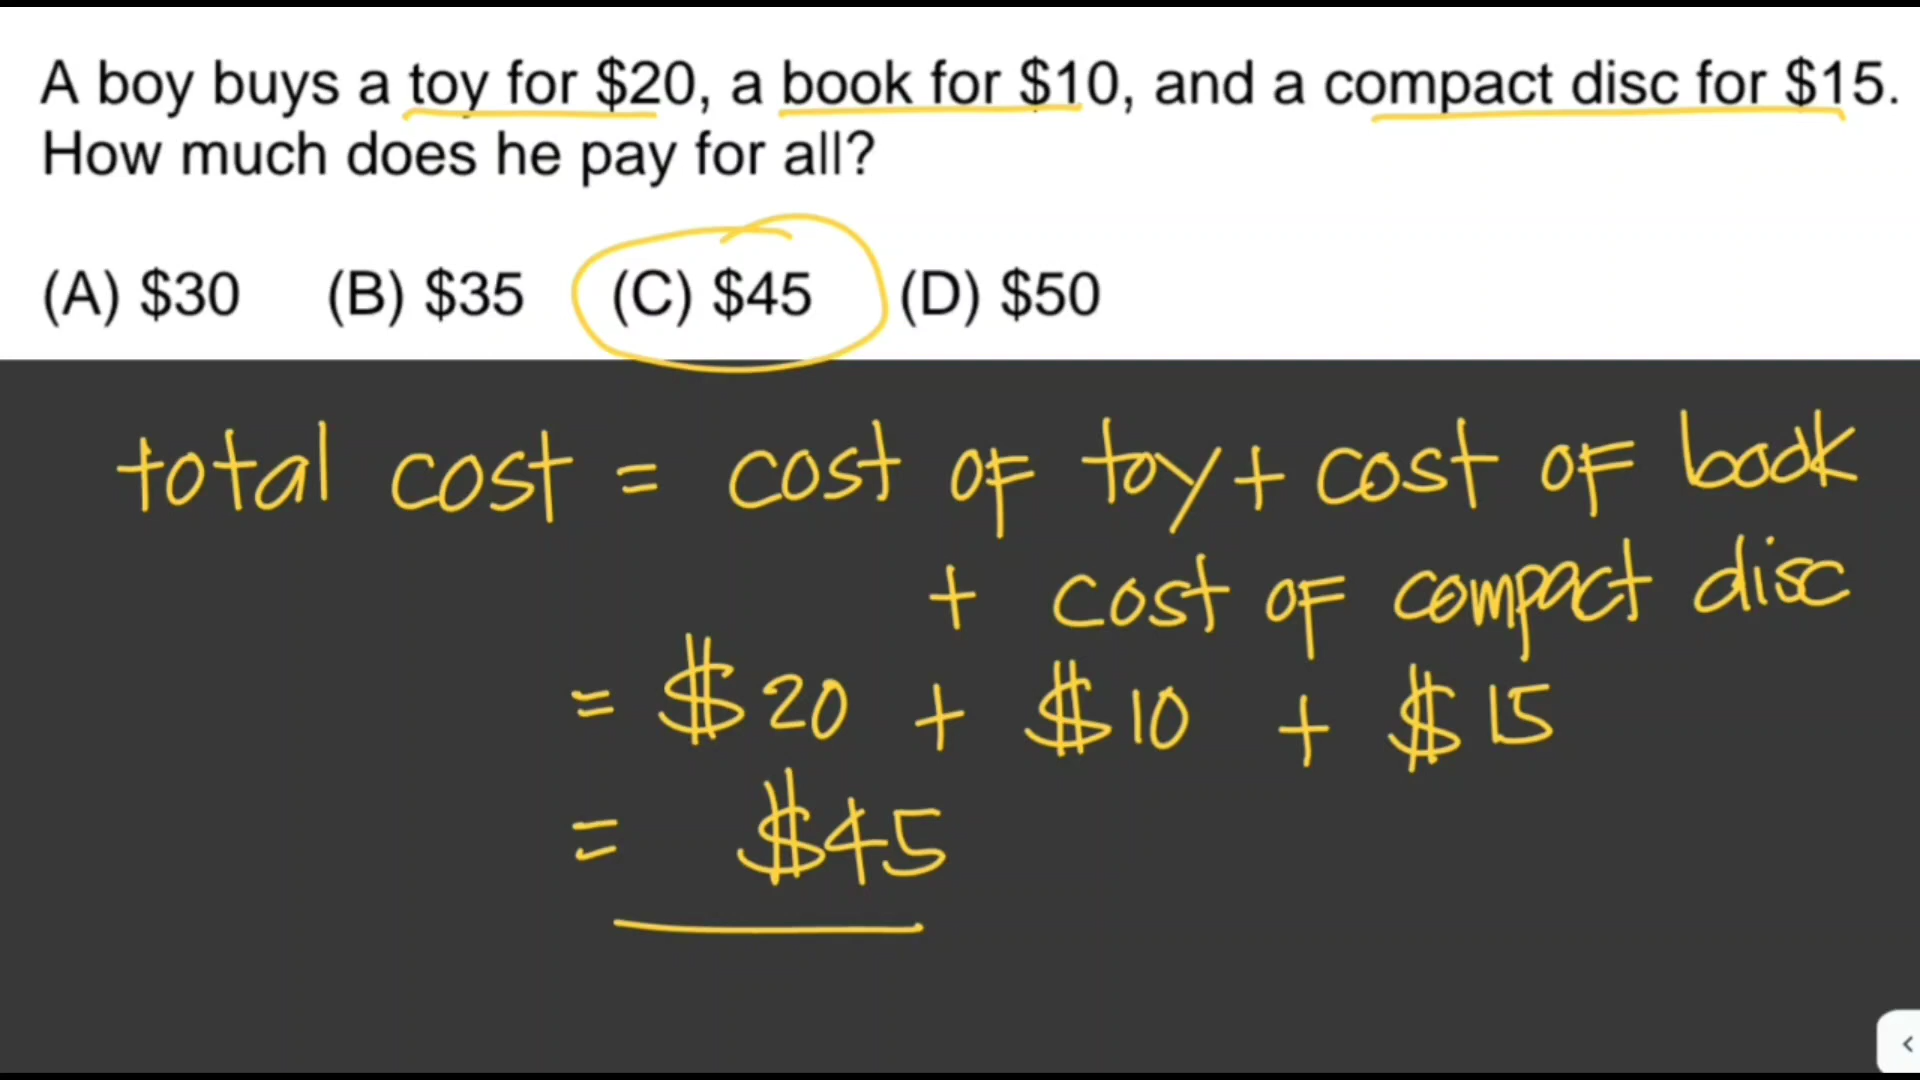 A boy buys a toy for $20, a book for $10, and a compact disc for $15.
How much does he pay for all?
(A) $30 (B) $35 (C) $45 (D) $50
total cost = cost of toy + cost of book
+ cost of compact disc
= $20 + $10 + $15
= $45